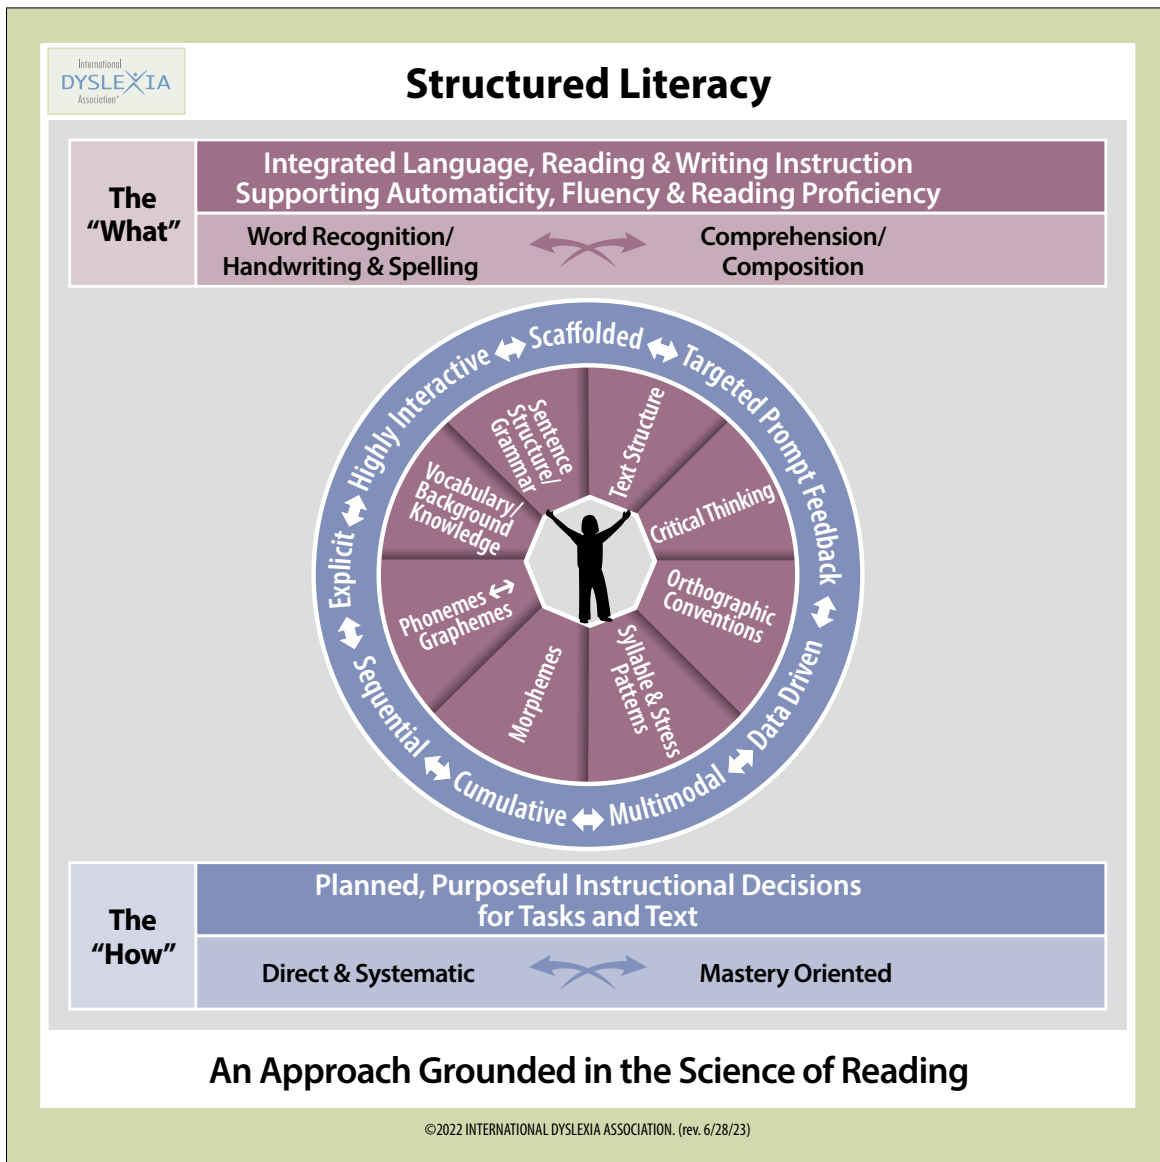 International
DYSLEXIA
Association®
Structured Literacy
The
“What”
Integrated Language, Reading & Writing Instruction
Supporting Automaticity, Fluency & Reading Proficiency
Word Recognition/
Handwriting & Spelling
Comprehension/
Composition
Scaffolded
Targeted Prompt Feedback
Data Driven
Multimodal
Cumulative
Sequential
Explicit
Highly Interactive
Text Structure
Critical Thinking
Orthographic
Conventions
Syllable & Stress
Patterns
Morphemes
Phonemes
Graphemes
Vocabulary/
Background
Knowledge
Sentence
Structure/
Grammar
The
“How”
Planned, Purposeful Instructional Decisions
for Tasks and Text
Direct & Systematic
Mastery Oriented
An Approach Grounded in the Science of Reading
©2022 INTERNATIONAL DYSLEXIA ASSOCIATION. (rev. 6/28/23)